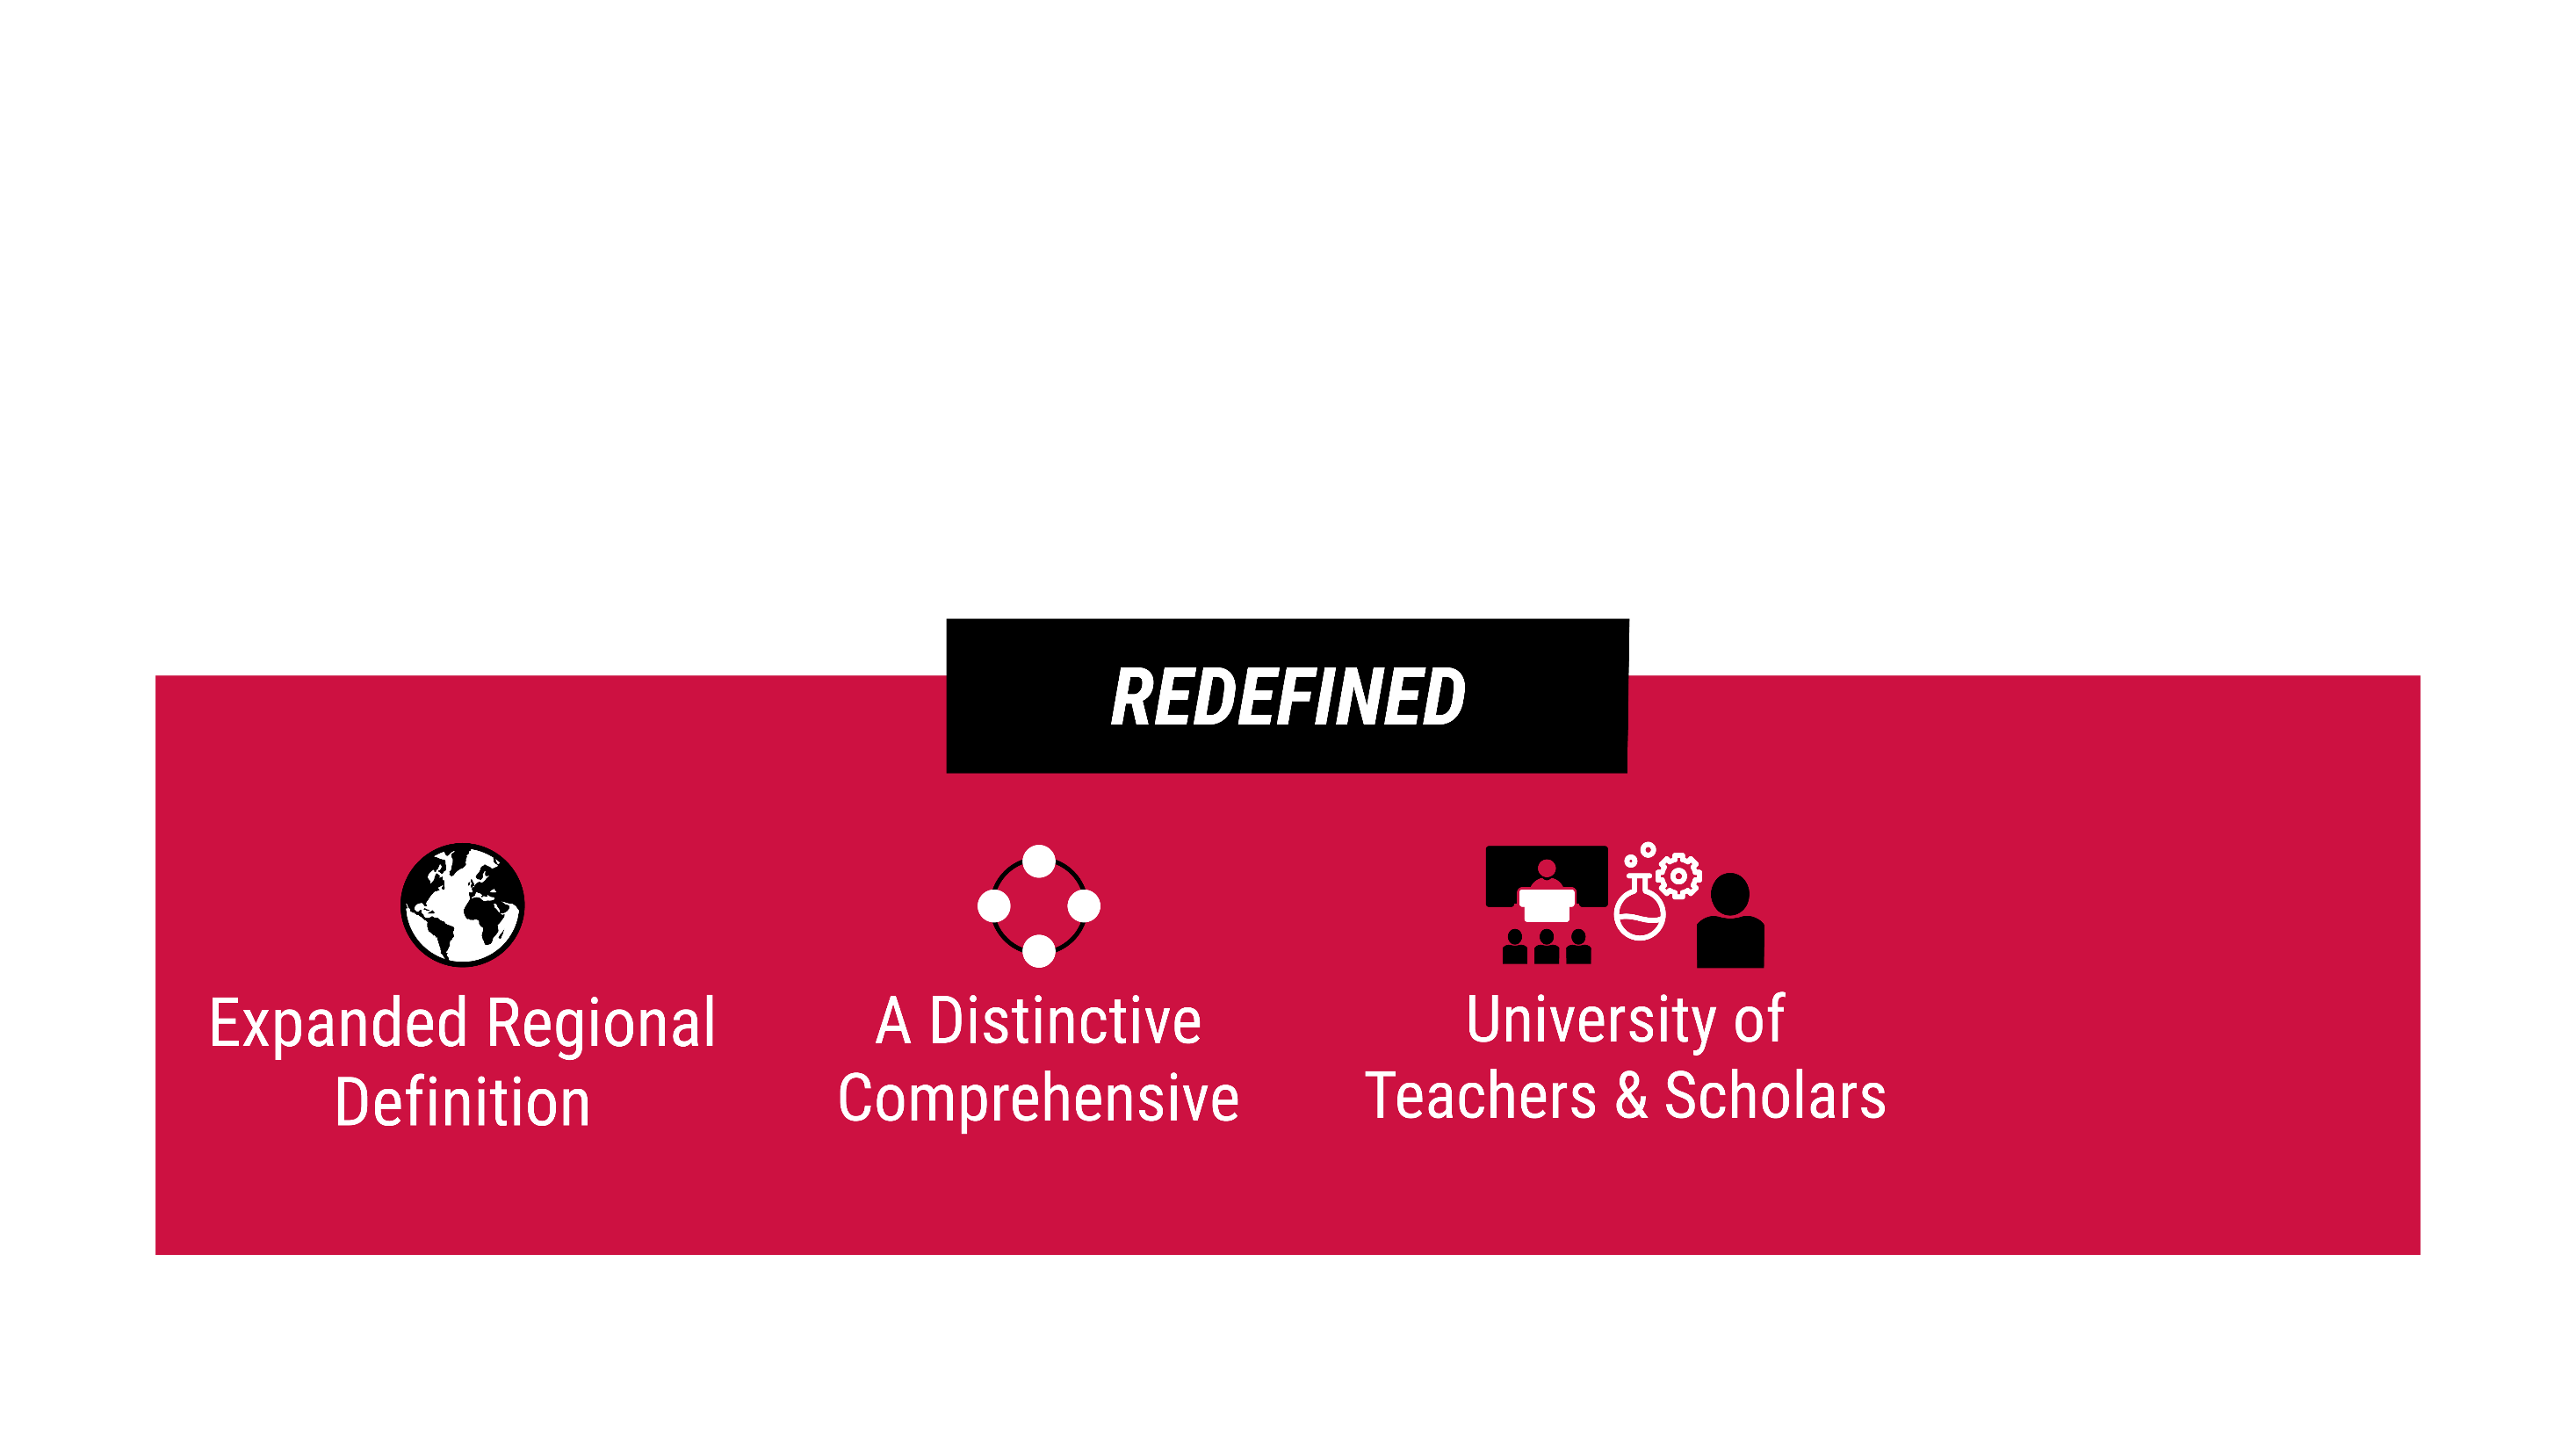 REDEFINED
Expanded Regional
Definition
A Distinctive
Comprehensive
University of
Teachers & Scholars